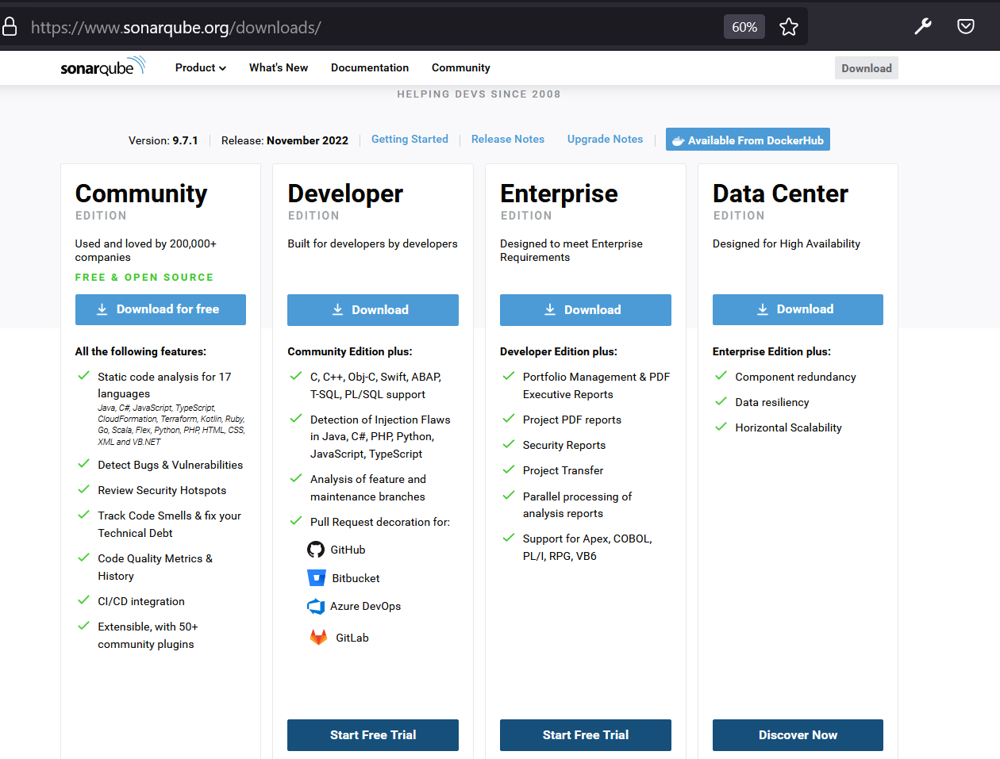 https://www.sonarqube.org/downloads/
60%
sonarqube
Product
What's New
Documentation
Community
Download
HELPING DEVS SINCE 2008
Version: 9.7.1
Release: November 2022
Getting Started
Release Notes
Upgrade Notes
Available From DockerHub
Community
EDITION
Used and loved by 200,000+
companies
FREE & OPEN SOURCE
Download for free
All the following features:
Static code analysis for 17
languages
Java, C#, JavaScript, TypeScript,
CloudFormation, Terraform, Kotlin, Ruby,
Go, Scala, Flex, Python, PHP, HTML, CSS,
XML and VB.NET
Detect Bugs & Vulnerabilities
Review Security Hotspots
Track Code Smells & fix your
Technical Debt
Code Quality Metrics &
History
CI/CD integration
Extensible, with 50+
community plugins
Developer
EDITION
Built for developers by developers
Download
Community Edition plus:
C, C++, Obj-C, Swift, ABAP,
T-SQL, PL/SQL support
Detection of Injection Flaws
in Java, C#, PHP, Python,
JavaScript, TypeScript
Analysis of feature and
maintenance branches
Pull Request decoration for:
GitHub
Bitbucket
Azure DevOps
GitLab
Start Free Trial
Enterprise
EDITION
Designed to meet Enterprise
Requirements
Download
Developer Edition plus:
Portfolio Management & PDF
Executive Reports
Project PDF reports
Security Reports
Project Transfer
Parallel processing of
analysis reports
Support for Apex, COBOL,
PL/I, RPG, VB6
Start Free Trial
Data Center
EDITION
Designed for High Availability
Download
Enterprise Edition plus:
Component redundancy
Data resiliency
Horizontal Scalability
Discover Now